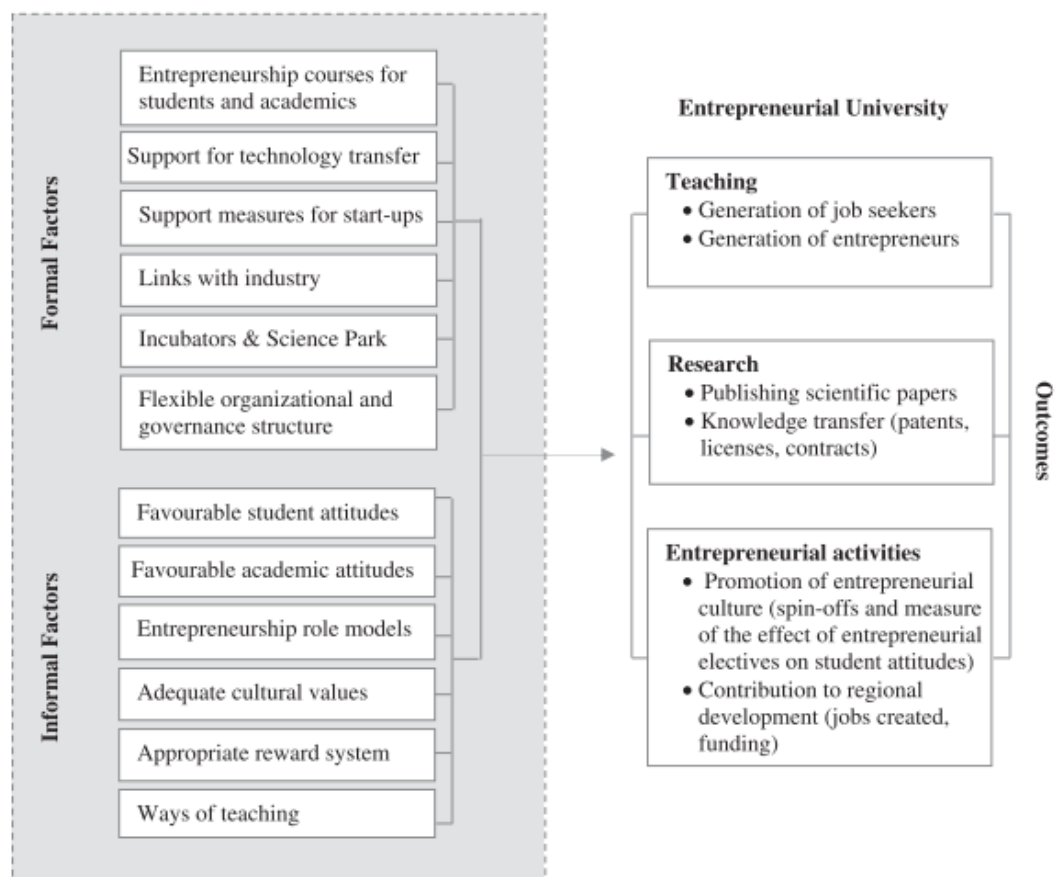 Formal Factors
Entrepreneurship courses for
students and academics
Support for technology transfer
Support measures for start-ups
Links with industry
Incubators & Science Park
Flexible organizational and
governance structure
Informal Factors
Favourable student attitudes
Favourable academic attitudes
Entrepreneurship role models
Adequate cultural values
Appropriate reward system
Ways of teaching
Entrepreneurial University
Teaching
• Generation of job seekers
• Generation of entrepreneurs
Research
• Publishing scientific papers
• Knowledge transfer (patents,
licenses, contracts)
Entrepreneurial activities
• Promotion of entrepreneurial
culture (spin-offs and measure
of the effect of entrepreneurial
electives on student attitudes)
• Contribution to regional
development (jobs created,
funding)
Outcomes